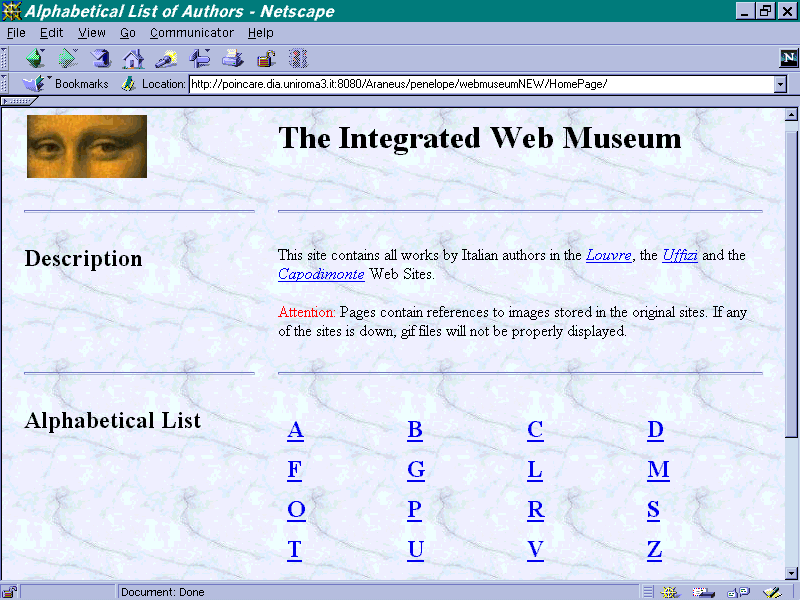 Alphabetical List of Authors - Netscape
File Edit View Go Communicator Help
N
Bookmarks Location: http://poincare.dia.uniroma3.it:8080/Araneus/penelope/webmuseumNEW/HomePage/
The Integrated Web Museum
Description
This site contains all works by Italian authors in the Louvre, the Uffizi and the
Capodimonte Web Sites.
Attention: Pages contain references to images stored in the original sites. If any
of the sites is down, gif files will not be properly displayed.
Alphabetical List
A B C D
F G L M
O P R S
T U V Z
Document: Done